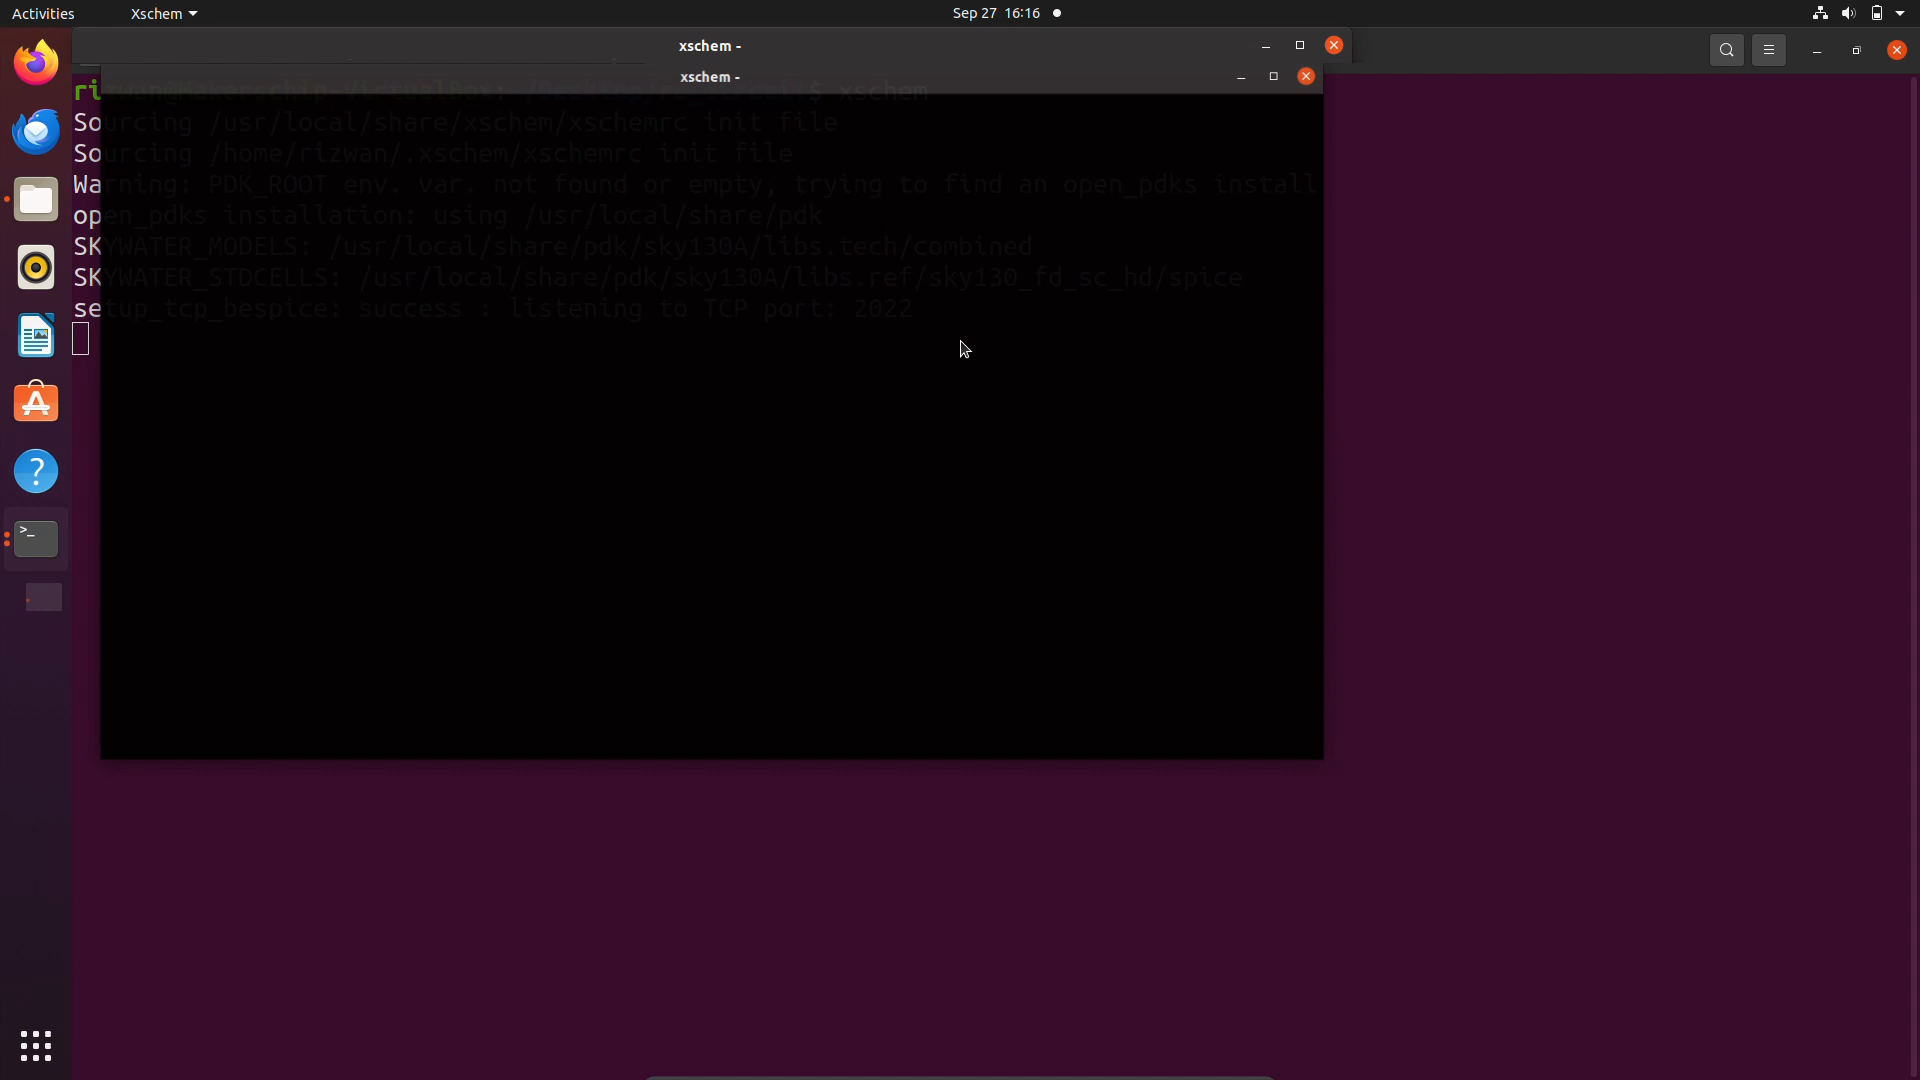 Activities
Xschem
Sep 27 16:16
xschem -
xschem -
$ xschem
Sourcing /usr/local/share/xschem/xschemrc init file
Sourcing /home/rizwan/.xschem/xschemrc init file
Warning: PDK_ROOT env. var. not found or empty, trying to find an open_pdks install
open_pdks installation: using /usr/local/share/pdk
SKYWATER_MODELS: /usr/local/share/pdk/sky130A/libs.tech/combined
SKYWATER_STDCELLS: /usr/local/share/pdk/sky130A/libs.ref/sky130_fd_sc_hd/spice
setup_tcp_bespice: success : listening to TCP port: 2022